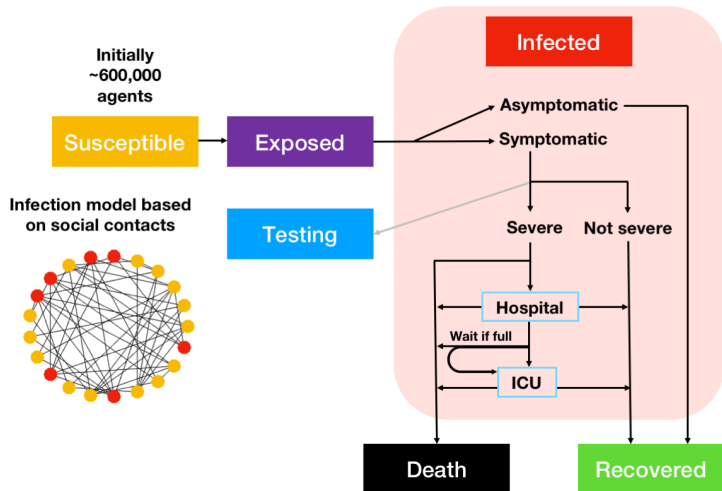 Initially
~600,000
agents
Infected
Susceptible
Exposed
Asymptomatic
Symptomatic
Infection model based
on social contacts
Testing
Severe
Not severe
Hospital
Wait if full
ICU
Death
Recovered